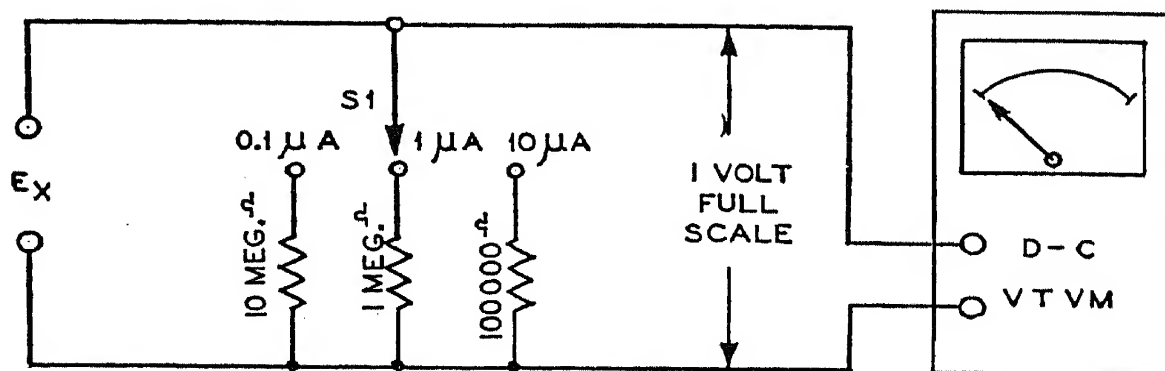 S1
0.1 µA
1 µA
10 µA
EX
10 MEG. Ω
1 MEG. Ω
100000 Ω
1 VOLT
FULL
SCALE
D-C
VTVM